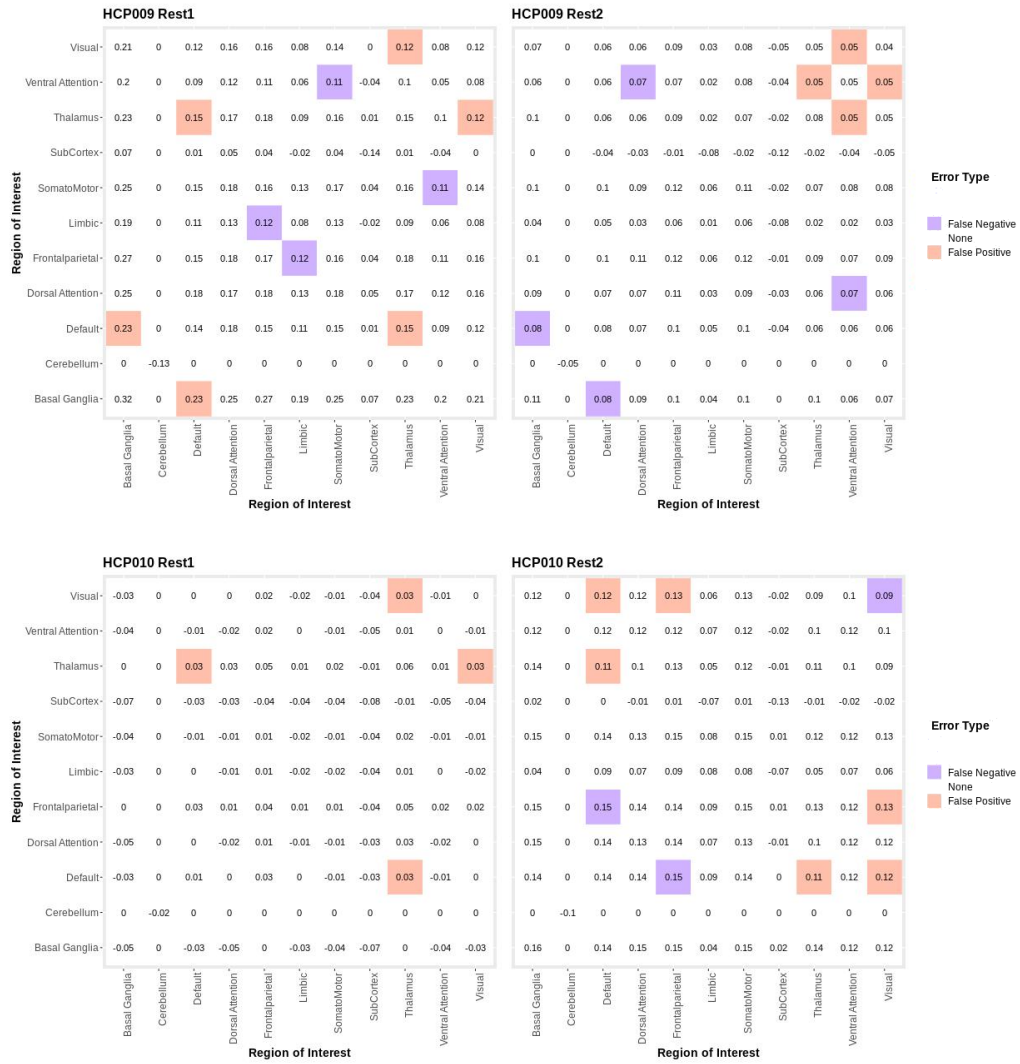 HCP009 Rest1
HCP009 Rest2
Visual 0.21 0 0.12 0.16 0.16 0.08 0.14 0 0.12 0.08 0.12 0.07 0 0.06 0.06 0.09 0.03 0.08 -0.05 0.05 0.05 0.04
Ventral Attention 0.2 0 0.09 0.12 0.11 0.06 0.11 -0.04 0.1 0.05 0.08 0.06 0 0.06 0.07 0.07 0.02 0.08 -0.04 0.05 0.05 0.05
Thalamus 0.23 0 0.15 0.17 0.18 0.09 0.16 0.01 0.15 0.1 0.12 0.1 0 0.06 0.06 0.09 0.02 0.07 -0.02 0.08 0.05 0.05
SubCortex 0.07 0 0.01 0.05 0.04 -0.02 0.04 -0.14 0.01 -0.04 0 0 0 -0.04 -0.03 -0.01 -0.08 -0.02 -0.12 -0.02 -0.04 -0.05
SomatoMotor 0.25 0 0.15 0.18 0.16 0.13 0.17 0.04 0.16 0.11 0.14 0.1 0 0.1 0.09 0.12 0.06 0.11 -0.02 0.07 0.08 0.08
Limbic 0.19 0 0.11 0.13 0.12 0.08 0.13 -0.02 0.09 0.06 0.08 0.04 0 0.05 0.03 0.06 0.01 0.06 -0.08 0.02 0.02 0.03
Frontalparietal 0.27 0 0.15 0.18 0.17 0.12 0.16 0.04 0.18 0.11 0.16 0.1 0 0.1 0.11 0.12 0.06 0.12 -0.01 0.09 0.07 0.09
Dorsal Attention 0.25 0 0.18 0.17 0.18 0.13 0.18 0.05 0.17 0.12 0.16 0.09 0 0.07 0.07 0.11 0.03 0.09 -0.03 0.06 0.07 0.06
Default 0.23 0 0.14 0.18 0.15 0.11 0.15 0.01 0.15 0.09 0.12 0.08 0 0.08 0.07 0.1 0.05 0.1 -0.04 0.06 0.06 0.06
Cerebellum 0 -0.13 0 0 0 0 0 0 0 0 0 0 -0.05 0 0 0 0 0 0 0 0 0
Basal Ganglia 0.32 0 0.23 0.25 0.27 0.19 0.25 0.07 0.23 0.2 0.21 0.11 0 0.08 0.09 0.1 0.04 0.1 0 0.1 0.06 0.07
Region of Interest
Basal Ganglia
Cerebellum
Default
Dorsal Attention
Frontalparietal
Limbic
SomatoMotor
SubCortex
Thalamus
Ventral Attention
Visual
Basal Ganglia
Cerebellum
Default
Dorsal Attention
Frontalparietal
Limbic
SomatoMotor
SubCortex
Thalamus
Ventral Attention
Visual
Region of Interest
Region of Interest
Error Type
False Negative
None
False Positive
HCP010 Rest1
HCP010 Rest2
Visual -0.03 0 0 0 0.02 -0.02 -0.01 -0.04 0.03 -0.01 0 0.12 0 0.12 0.12 0.13 0.06 0.13 -0.02 0.09 0.1 0.09
Ventral Attention -0.04 0 -0.01 -0.02 0.02 0 -0.01 -0.05 0.01 0 -0.01 0.12 0 0.12 0.12 0.12 0.07 0.12 -0.02 0.1 0.12 0.1
Thalamus 0 0 0.03 0.03 0.05 0.01 0.02 -0.01 0.06 0.01 0.03 0.14 0 0.11 0.1 0.13 0.05 0.12 -0.01 0.11 0.1 0.09
SubCortex -0.07 0 -0.03 -0.03 -0.04 -0.04 -0.04 -0.08 -0.01 -0.05 -0.04 0.02 0 0 -0.01 0.01 -0.07 0.01 -0.13 -0.01 -0.02 -0.02
SomatoMotor -0.04 0 -0.01 -0.01 0.01 -0.02 -0.01 -0.04 0.02 -0.01 -0.01 0.15 0 0.14 0.13 0.15 0.08 0.15 0.01 0.12 0.12 0.13
Limbic -0.03 0 0 -0.01 0.01 -0.02 -0.02 -0.04 0.01 0 -0.02 0.04 0 0.09 0.07 0.09 0.08 0.08 -0.07 0.05 0.07 0.06
Frontalparietal 0 0 0.03 0.01 0.04 0.01 0.01 -0.04 0.05 0.02 0.02 0.15 0 0.15 0.14 0.14 0.09 0.15 0.01 0.13 0.12 0.13
Dorsal Attention -0.05 0 0 -0.02 0.01 -0.01 -0.01 -0.03 0.03 -0.02 0 0.15 0 0.14 0.13 0.14 0.07 0.13 -0.01 0.1 0.12 0.12
Default -0.03 0 0.01 0 0.03 0 -0.01 -0.03 0.03 -0.01 0 0.14 0 0.14 0.14 0.15 0.09 0.14 0 0.11 0.12 0.12
Cerebellum 0 -0.02 0 0 0 0 0 0 0 0 0 0 -0.1 0 0 0 0 0 0 0 0 0
Basal Ganglia -0.05 0 -0.03 -0.05 0 -0.03 -0.04 -0.07 0 -0.04 -0.03 0.16 0 0.14 0.15 0.15 0.04 0.15 0.02 0.14 0.12 0.12
Region of Interest
Basal Ganglia
Cerebellum
Default
Dorsal Attention
Frontalparietal
Limbic
SomatoMotor
SubCortex
Thalamus
Ventral Attention
Visual
Basal Ganglia
Cerebellum
Default
Dorsal Attention
Frontalparietal
Limbic
SomatoMotor
SubCortex
Thalamus
Ventral Attention
Visual
Region of Interest
Region of Interest
Error Type
False Negative
None
False Positive